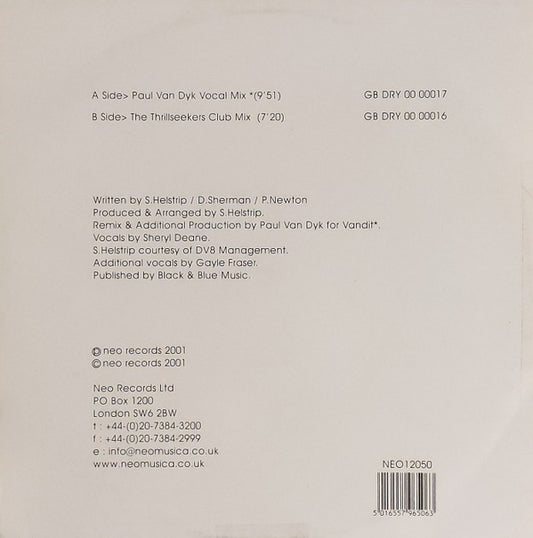 A Side> Paul Van Dyk Vocal Mix *(9'51) GB DRY 00 00017
B Side> The Thrillseekers Club Mix (7'20) GB DRY 00 00016
Written by S.Helstrip / D.Sherman / P.Newton
Produced & Arranged by S.Helstrip.
Remix & Additional Production by Paul Van Dyk for Vandit*.
Vocals by Sheryl Deane.
S.Helstrip courtesy of DV8 Management.
Additional vocals by Gayle Fraser.
Published by Black & Blue Music.
℗ neo records 2001
© neo records 2001
Neo Records Ltd
PO Box 1200
London SW6 2BW
t : +44-(0)20-7384-3200
f : +44-(0)20-7384-2999
e : info@neomusica.co.uk
www.neomusica.co.uk
NEO12050
5 016557 965063